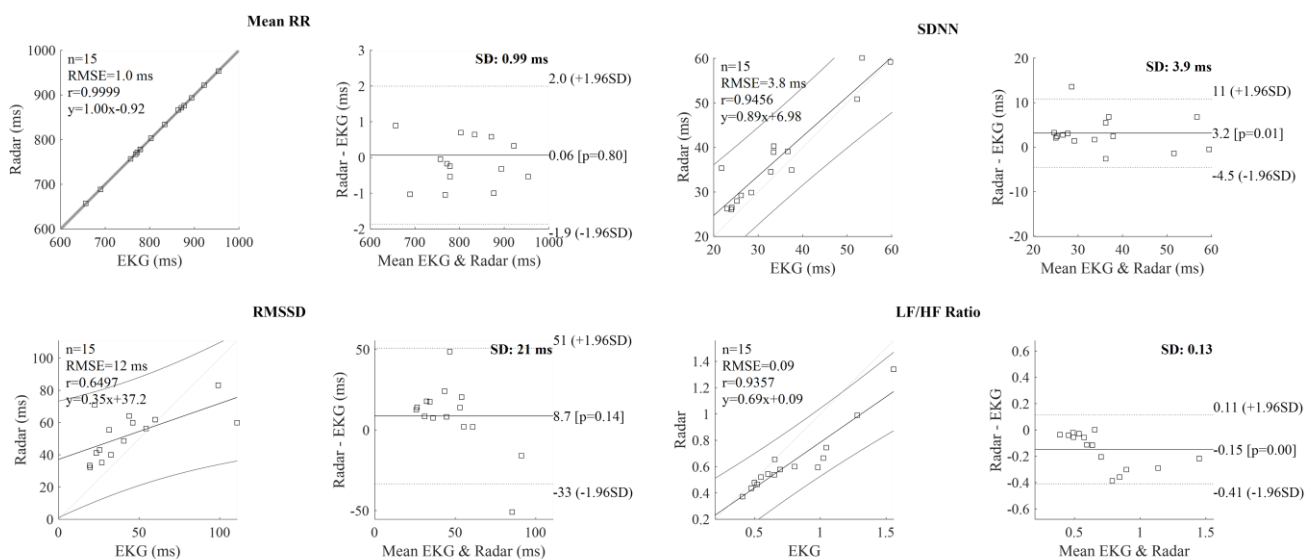 Mean RR
n=15
RMSE=1.0 ms
r=0.9999
y=1.00x-0.92
1000
900
800
700
600
Radar (ms)
600 700 800 900 1000
EKG (ms)
SD: 0.99 ms
2.0 (+1.96SD)
0.06 [p=0.80]
-1.9 (-1.96SD)
3
2
1
0
-1
-2
Radar - EKG (ms)
600 700 800 900 1000
Mean EKG & Radar (ms)
SDNN
n=15
RMSE=3.8 ms
r=0.9456
y=0.89x+6.98
60
50
40
30
20
Radar (ms)
20 30 40 50 60
EKG (ms)
SD: 3.9 ms
11 (+1.96SD)
3.2 [p=0.01]
-4.5 (-1.96SD)
20
10
0
-10
-20
Radar - EKG (ms)
20 30 40 50 60
Mean EKG & Radar (ms)
RMSSD
n=15
RMSE=12 ms
r=0.6497
y=0.35x+37.2
100
80
60
40
20
0
Radar (ms)
0 50 100
EKG (ms)
SD: 21 ms
51 (+1.96SD)
8.7 [p=0.14]
-33 (-1.96SD)
50
0
-50
Radar - EKG (ms)
0 50 100
Mean EKG & Radar (ms)
LF/HF Ratio
n=15
RMSE=0.09
r=0.9357
y=0.69x+0.09
1.4
1.2
1
0.8
0.6
0.4
0.2
Radar
0.5 1 1.5
EKG
SD: 0.13
0.11 (+1.96SD)
-0.15 [p=0.00]
-0.41 (-1.96SD)
0.6
0.4
0.2
0
-0.2
-0.4
-0.6
Radar - EKG
0.5 1 1.5
Mean EKG & Radar